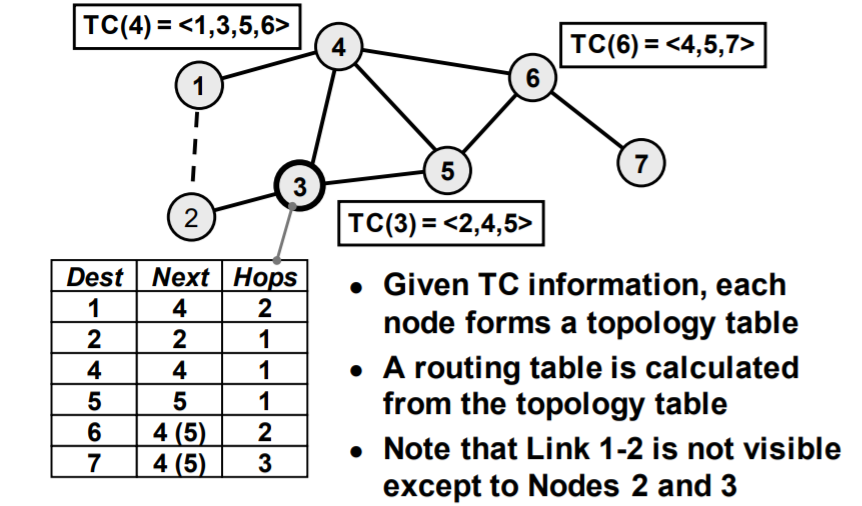 TC(4) = <1,3,5,6>
4
TC(6) = <4,5,7>
1
6
7
5
3
2
TC(3) = <2,4,5>
Dest Next Hops
1 4 2
2 2 1
4 4 1
5 5 1
6 4 (5) 2
7 4 (5) 3
• Given TC information, each
node forms a topology table
• A routing table is calculated
from the topology table
• Note that Link 1-2 is not visible
except to Nodes 2 and 3